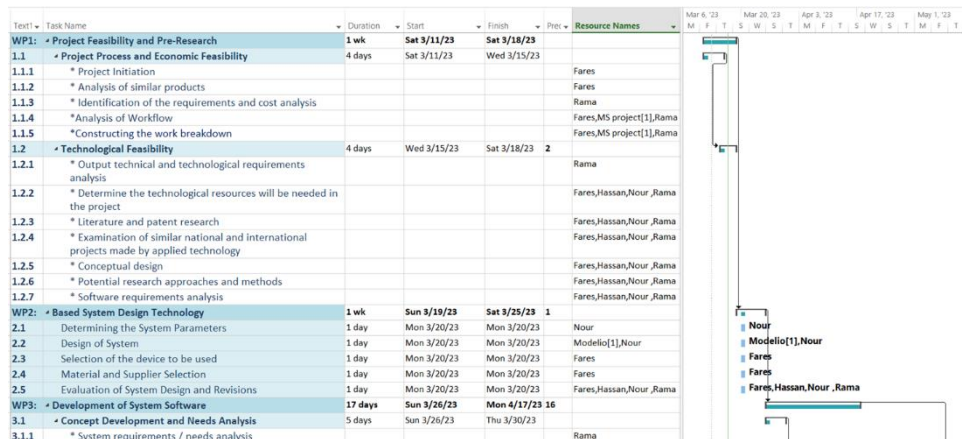 Mar 6, '23 Mar 20, '23 Apr 3, '23 Apr 17, '23 May 1, '23
Text1 Task Name Duration Start Finish Prec Resource Names M F T S W S T M F T S W S T M F
WP1: Project Feasibility and Pre-Research 1 wk Sat 3/11/23 Sat 3/18/23
1.1 Project Process and Economic Feasibility 4 days Sat 3/11/23 Wed 3/15/23
1.1.1 * Project Initiation Fares
1.1.2 * Analysis of similar products Fares
1.1.3 * Identification of the requirements and cost analysis Rama
1.1.4 *Analysis of Workflow Fares,MS project[1],Rama
1.1.5 *Constructing the work breakdown Fares,MS project[1],Rama
1.2 Technological Feasibility 4 days Wed 3/15/23 Sat 3/18/23 2
1.2.1 * Output technical and technological requirements Rama
analysis
1.2.2 * Determine the technological resources will be needed in Fares,Hassan,Nour ,Rama
the project
1.2.3 * Literature and patent research Fares,Hassan,Nour ,Rama
1.2.4 * Examination of similar national and international Fares,Hassan,Nour ,Rama
projects made by applied technology
1.2.5 * Conceptual design Fares,Hassan,Nour ,Rama
1.2.6 * Potential research approaches and methods Fares,Hassan,Nour ,Rama
1.2.7 * Software requirements analysis Fares,Hassan,Nour ,Rama
WP2: Based System Design Technology 1 wk Sun 3/19/23 Sat 3/25/23 1
2.1 Determining the System Parameters 1 day Mon 3/20/23 Mon 3/20/23 Nour Nour
2.2 Design of System 1 day Mon 3/20/23 Mon 3/20/23 Modelio[1],Nour Modelio[1],Nour
2.3 Selection of the device to be used 1 day Mon 3/20/23 Mon 3/20/23 Fares Fares
2.4 Material and Supplier Selection 1 day Mon 3/20/23 Mon 3/20/23 Fares Fares
2.5 Evaluation of System Design and Revisions 1 day Mon 3/20/23 Mon 3/20/23 Fares,Hassan,Nour ,Rama Fares,Hassan,Nour ,Rama
WP3: Development of System Software 17 days Sun 3/26/23 Mon 4/17/23 16
3.1 Concept Development and Needs Analysis 5 days Sun 3/26/23 Thu 3/30/23
3.1.1 * System requirements / needs analysis Rama